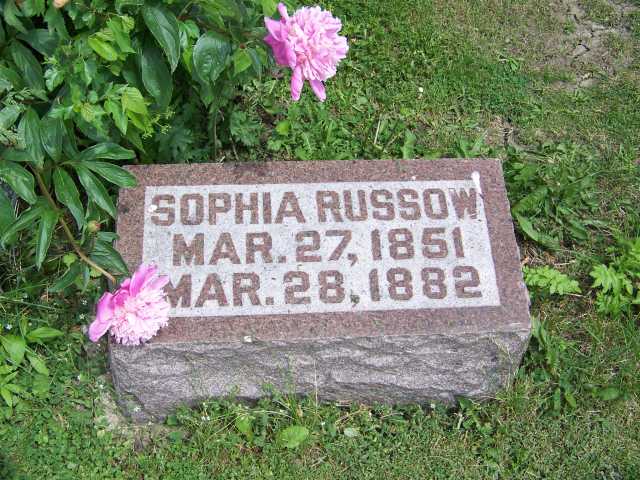 SOPHIA RUSSOW
MAR. 27, 1851
MAR. 28, 1882